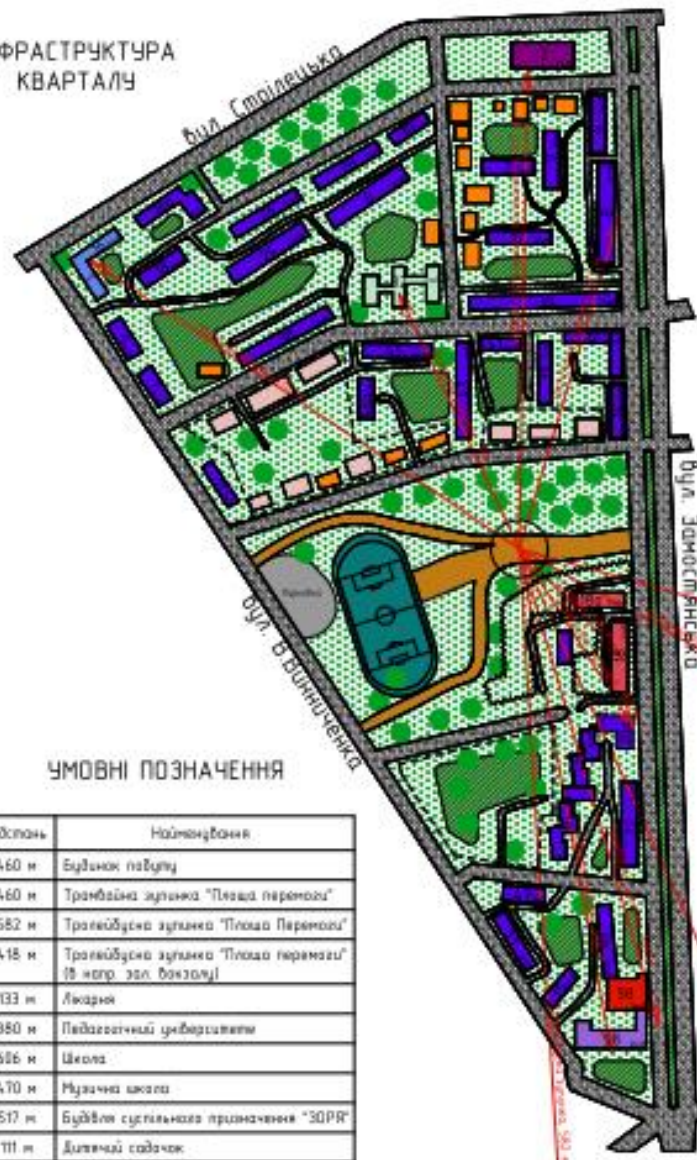 ФРАСТРУКТУРА
КВАРТАЛУ
вул. Стрілецька
вул. Замостянська
вул. В.Винниченка
УМОВНІ ПОЗНАЧЕННЯ
дстань Найменування
460 м Будинок побуту
460 м Трамвайна зупинка "Площа перемоги"
582 м Тролейбусна зупинка "Площа Перемоги"
418 м Тролейбусна зупинка "Площа перемоги"
(в напр. зал. вокзалу)
133 м Лікарня
380 м Педагогічний університете
606 м Школа
470 м Музична школа
517 м Будівля суспільного призначення "ЗОРЯ"
111 м Дитячий садочок